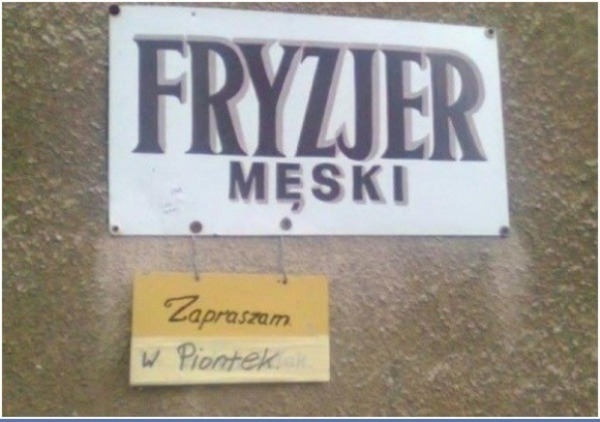 FRYZJER
MĘSKI
Zapraszam
w Piontek